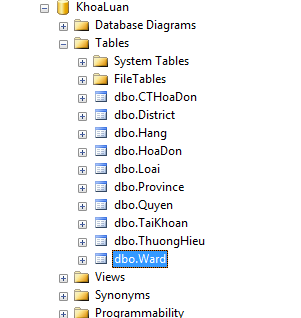 KhoaLuan
Database Diagrams
Tables
System Tables
FileTables
dbo.CTHoaDon
dbo.District
dbo.Hang
dbo.HoaDon
dbo.Loai
dbo.Province
dbo.Quyen
dbo.TaiKhoan
dbo.ThuongHieu
dbo.Ward
Views
Synonyms
Programmability